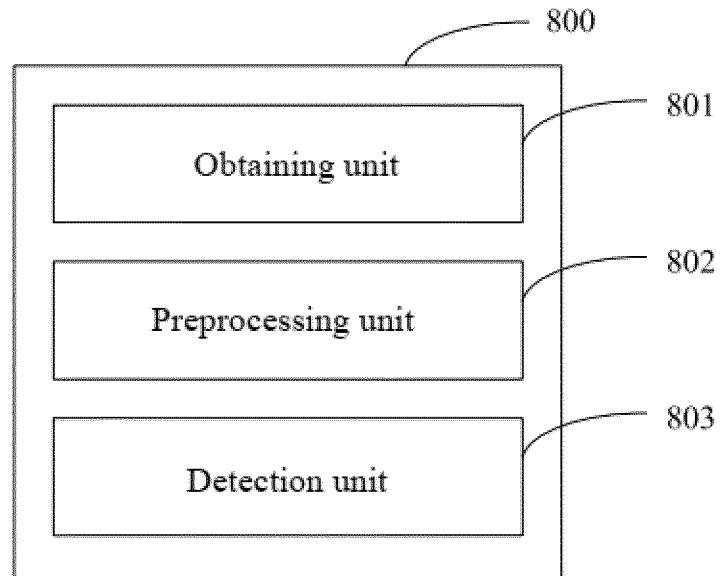 800
801
Obtaining unit
802
Preprocessing unit
803
Detection unit